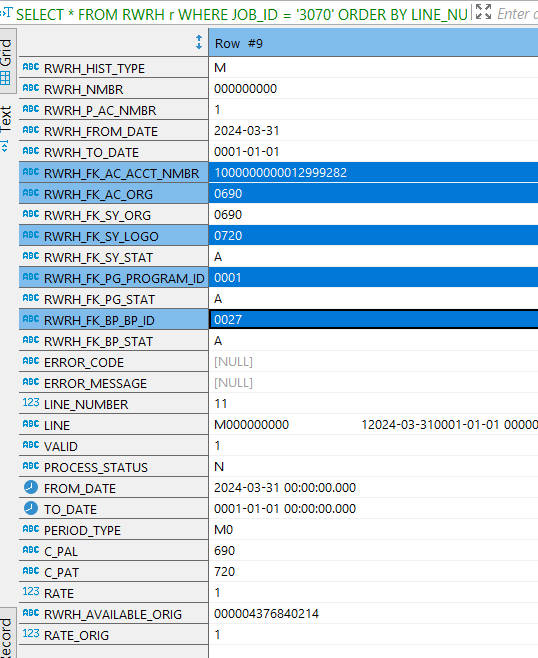 SELECT * FROM RWRH r WHERE JOB_ID = '3070' ORDER BY LINE_NU Enter
Grid
Text
Record
Row #9
ABC RWRH_HIST_TYPE M
ABC RWRH_NMBR 000000000
ABC RWRH_P_AC_NMBR 1
ABC RWRH_FROM_DATE 2024-03-31
ABC RWRH_TO_DATE 0001-01-01
ABC RWRH_FK_AC_ACCT_NMBR 1000000000012999282
ABC RWRH_FK_AC_ORG 0690
ABC RWRH_FK_SY_ORG 0690
ABC RWRH_FK_SY_LOGO 0720
ABC RWRH_FK_SY_STAT A
ABC RWRH_FK_PG_PROGRAM_ID 0001
ABC RWRH_FK_PG_STAT A
ABC RWRH_FK_BP_BP_ID 0027
ABC RWRH_FK_BP_STAT A
ABC ERROR_CODE [NULL]
ABC ERROR_MESSAGE [NULL]
123 LINE_NUMBER 11
ABC LINE M000000000 12024-03-310001-01-01 00000
ABC VALID 1
ABC PROCESS_STATUS N
FROM_DATE 2024-03-31 00:00:00.000
TO_DATE 0001-01-01 00:00:00.000
ABC PERIOD_TYPE M0
ABC C_PAL 690
ABC C_PAT 720
123 RATE 1
ABC RWRH_AVAILABLE_ORIG 000004376840214
123 RATE_ORIG 1